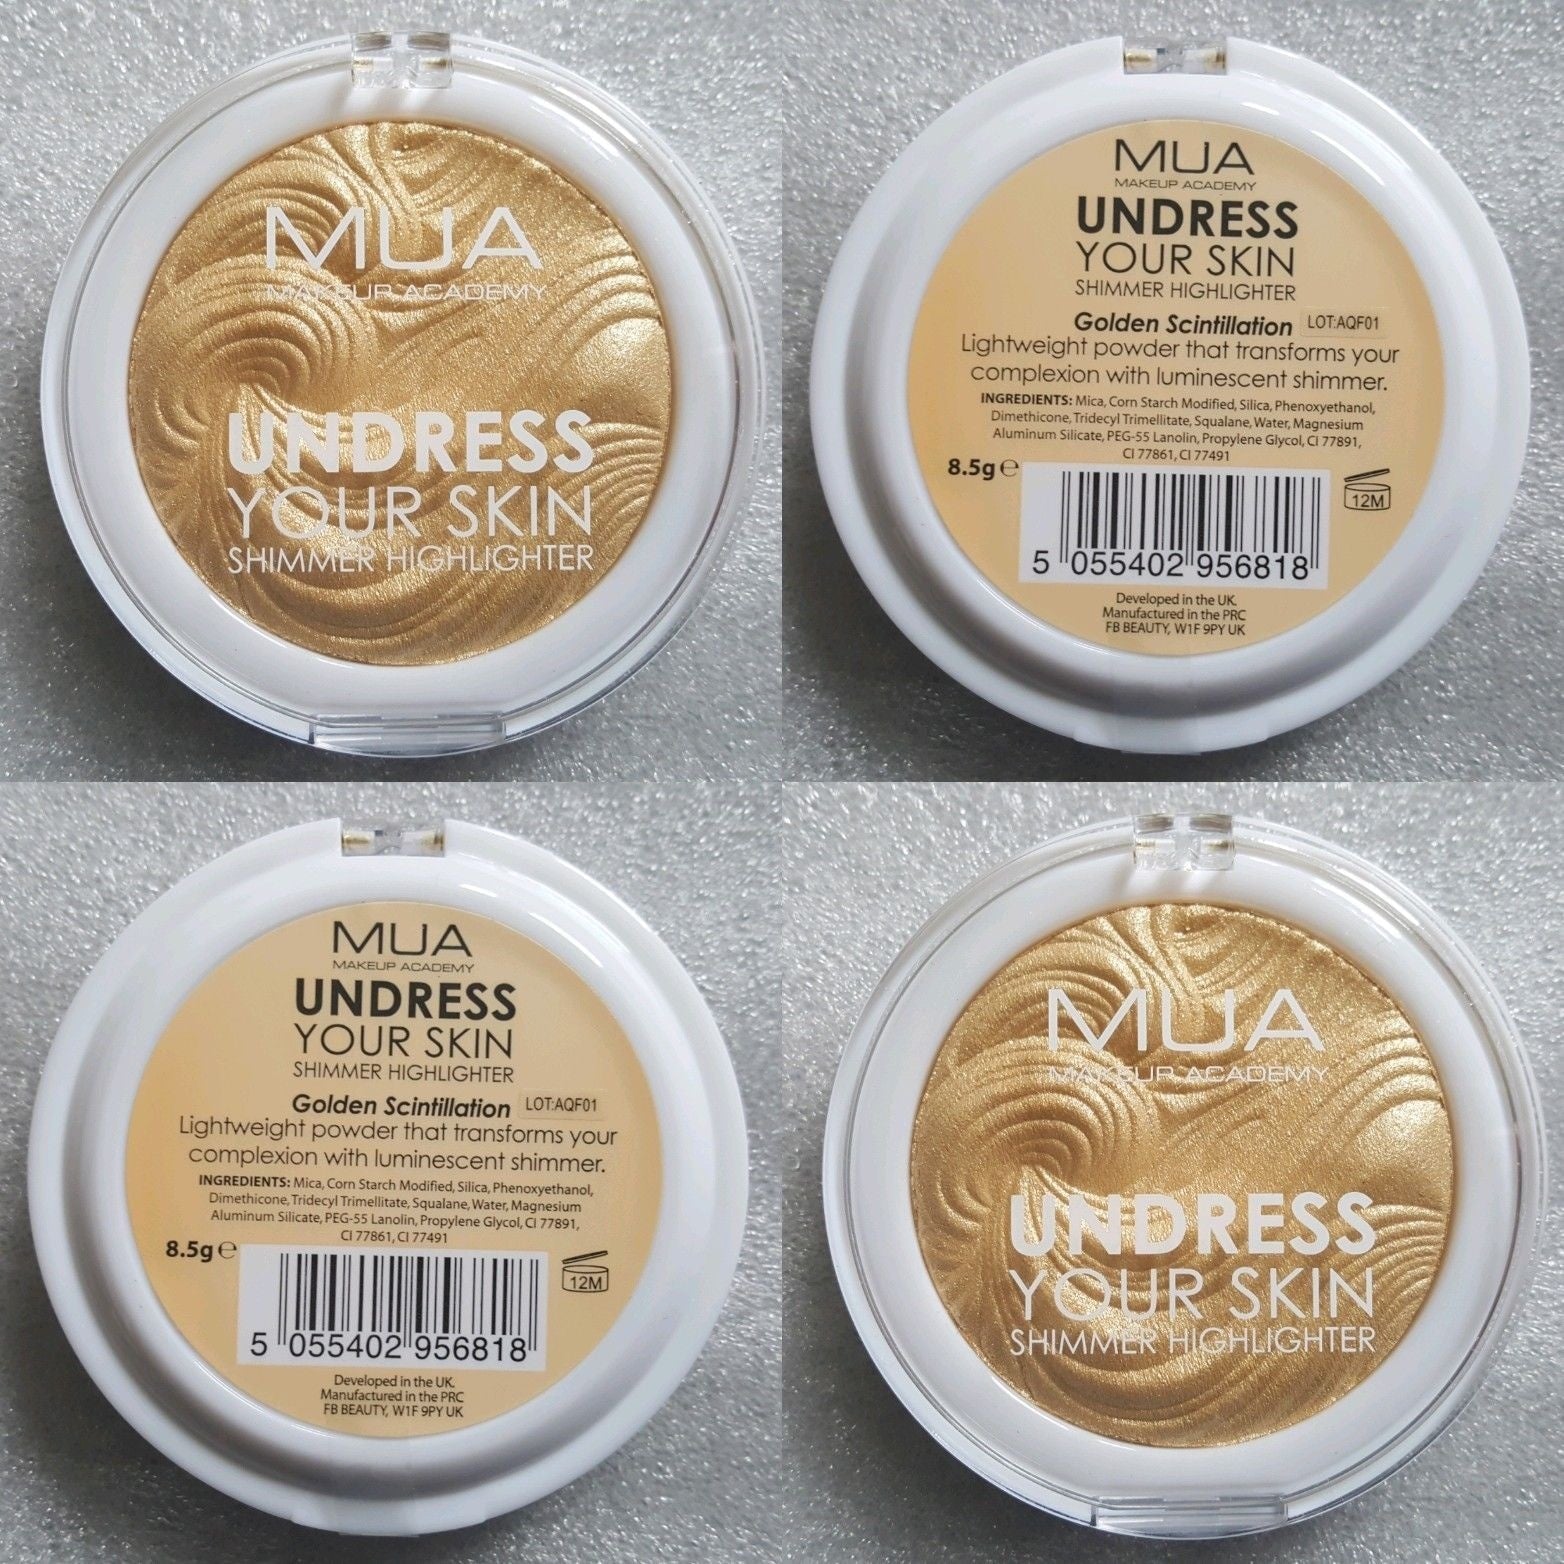 MUA
MAKEUP ACADEMY
UNDRESS
YOUR SKIN
SHIMMER HIGHLIGHTER
MUA
MAKEUP ACADEMY
UNDRESS
YOUR SKIN
SHIMMER HIGHLIGHTER
Golden Scintillation LOT:AQF01
Lightweight powder that transforms your
complexion with luminescent shimmer.
INGREDIENTS: Mica, Corn Starch Modified, Silica, Phenoxyethanol,
Dimethicone, Tridecyl Trimellitate, Squalane, Water, Magnesium
Aluminum Silicate, PEG-55 Lanolin, Propylene Glycol, CI 77891,
CI 77861, CI 77491
8.5g ℮
12M
5 055402 956818
Developed in the UK.
Manufactured in the PRC
FB BEAUTY, W1F 9PY UK
MUA
MAKEUP ACADEMY
UNDRESS
YOUR SKIN
SHIMMER HIGHLIGHTER
Golden Scintillation LOT:AQF01
Lightweight powder that transforms your
complexion with luminescent shimmer.
INGREDIENTS: Mica, Corn Starch Modified, Silica, Phenoxyethanol,
Dimethicone, Tridecyl Trimellitate, Squalane, Water, Magnesium
Aluminum Silicate, PEG-55 Lanolin, Propylene Glycol, CI 77891,
CI 77861, CI 77491
8.5g ℮
12M
5 055402 956818
Developed in the UK.
Manufactured in the PRC
FB BEAUTY, W1F 9PY UK
MUA
MAKEUP ACADEMY
UNDRESS
YOUR SKIN
SHIMMER HIGHLIGHTER